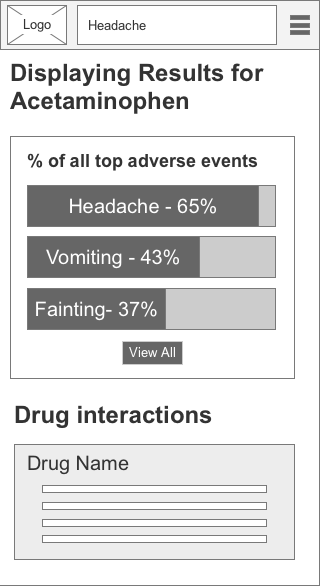 Logo
Headache
Displaying Results for
Acetaminophen
% of all top adverse events
Headache - 65%
Vomiting - 43%
Fainting- 37%
View All
Drug interactions
Drug Name